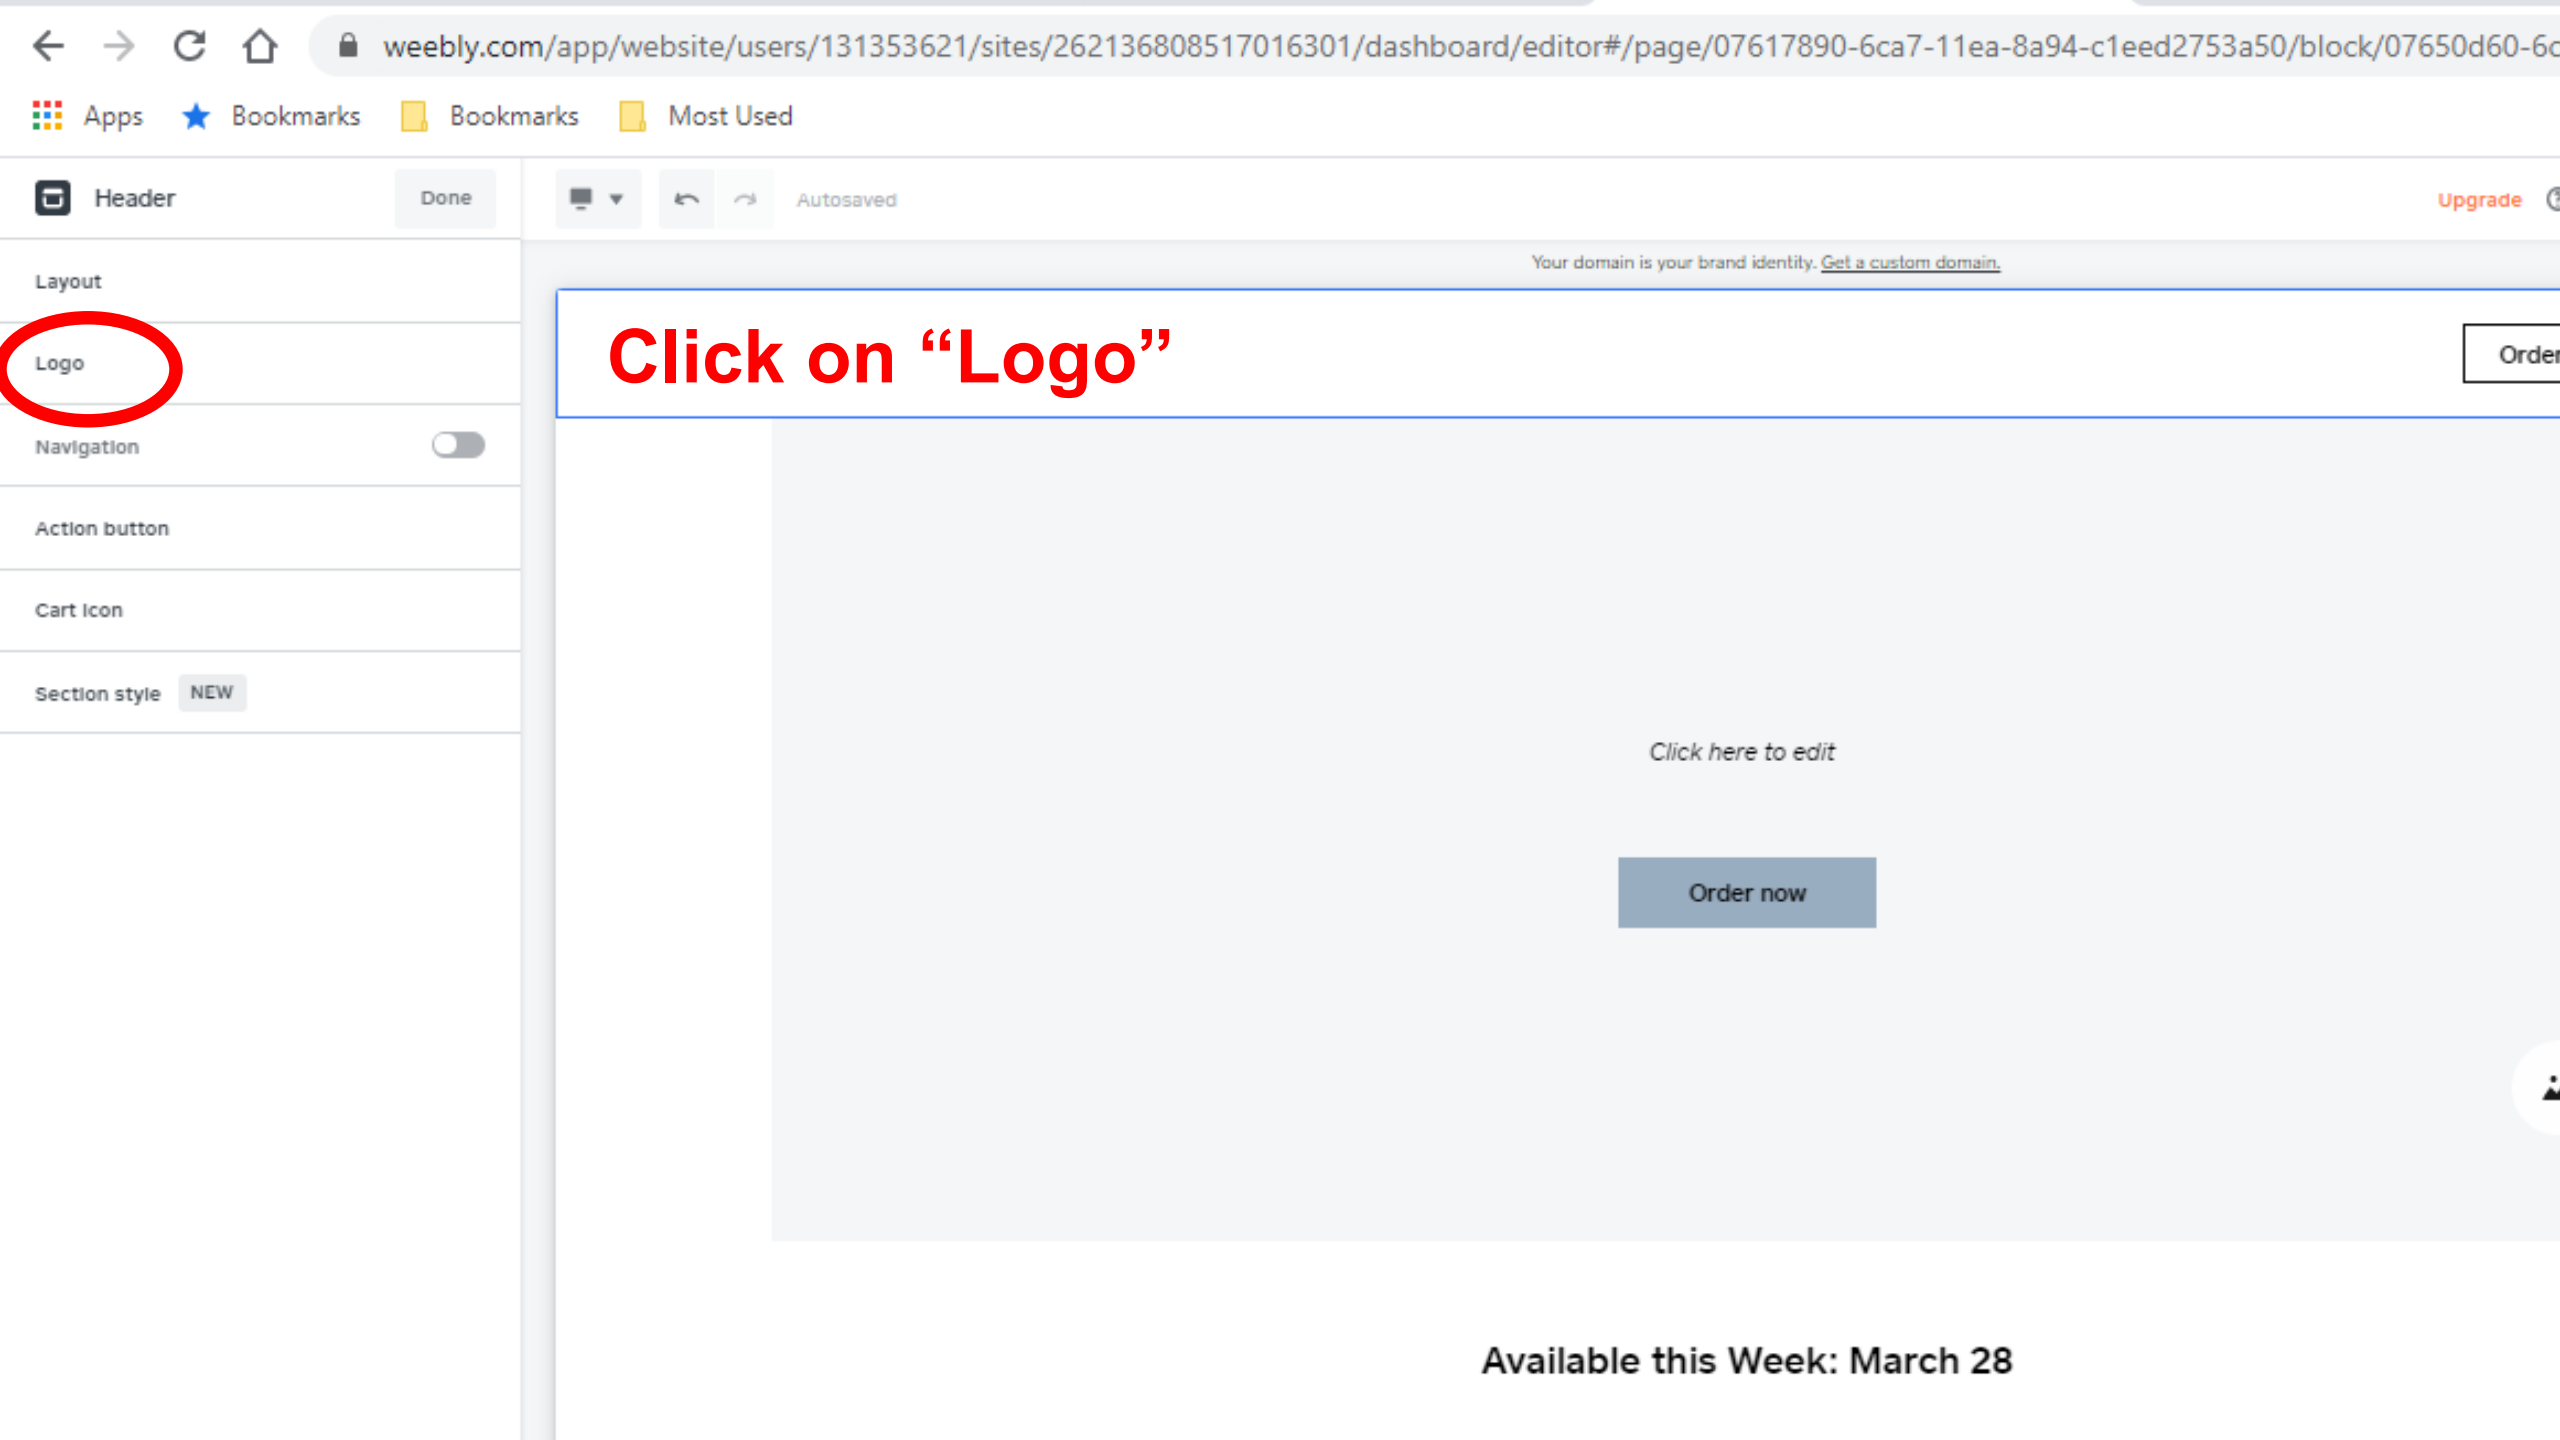 weebly.com/app/website/users/131353621/sites/262136808517016301/dashboard/editor#/page/07617890-6ca7-11ea-8a94-c1eed2753a50/block/07650d60-6c
Apps Bookmarks Bookmarks Most Used
Header Done Autosaved Upgrade
Your domain is your brand identity. Get a custom domain.
Layout
Logo
Click on “Logo”
Order
Navigation
Action button
Cart Icon
Section style NEW
Click here to edit
Order now
Available this Week: March 28